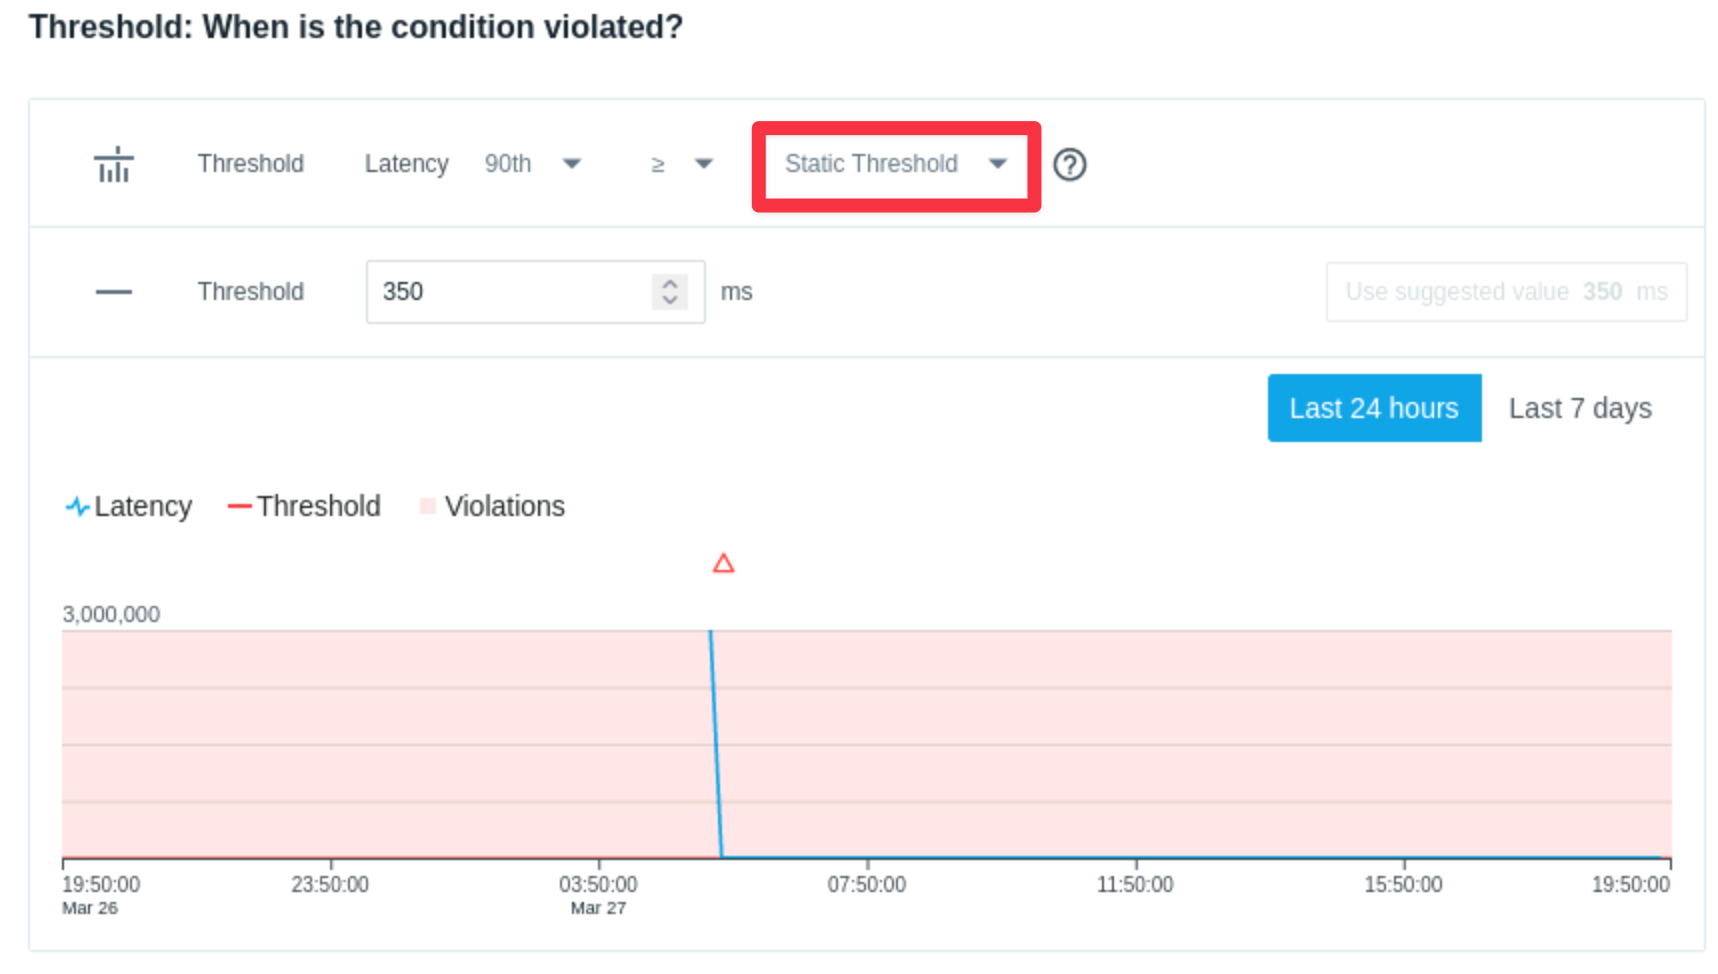 Threshold: When is the condition violated?
Threshold Latency 90th ≥ Static Threshold ?
Threshold 350 ms Use suggested value 350 ms
Last 24 hours Last 7 days
Latency Threshold Violations
3,000,000
19:50:00 23:50:00 03:50:00 07:50:00 11:50:00 15:50:00 19:50:00
Mar 26 Mar 27